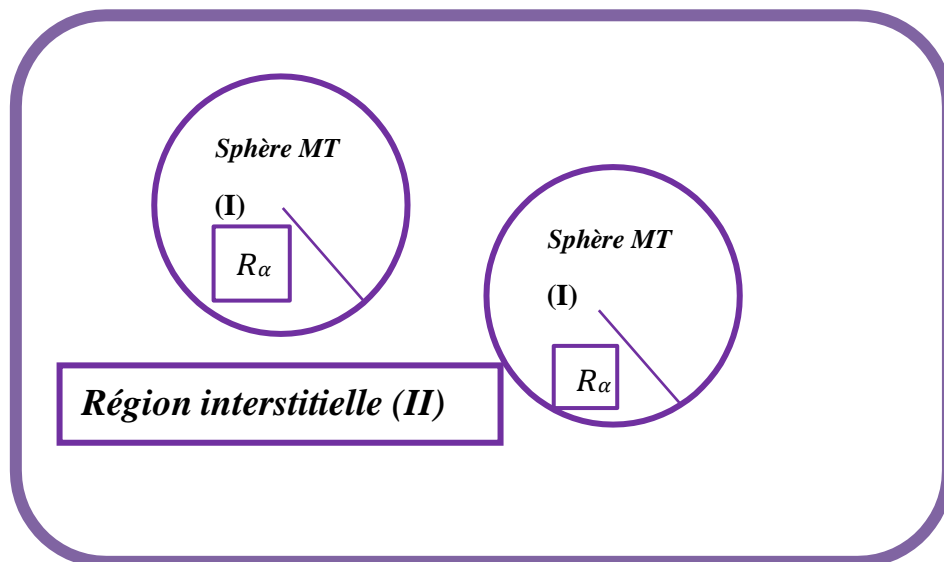 Sphère MT
(I)
Rα
Sphère MT
(I)
Rα
Région interstitielle (II)